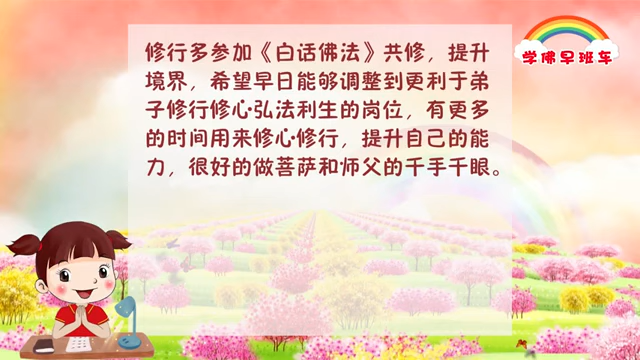 修行多参加《白话佛法》共修，提升
境界，希望早日能够调整到更利于弟
子修行修心弘法利生的岗位，有更多
的时间用来修心修行，提升自己的能
力，很好的做菩萨和师父的千手千眼。
学佛早班车